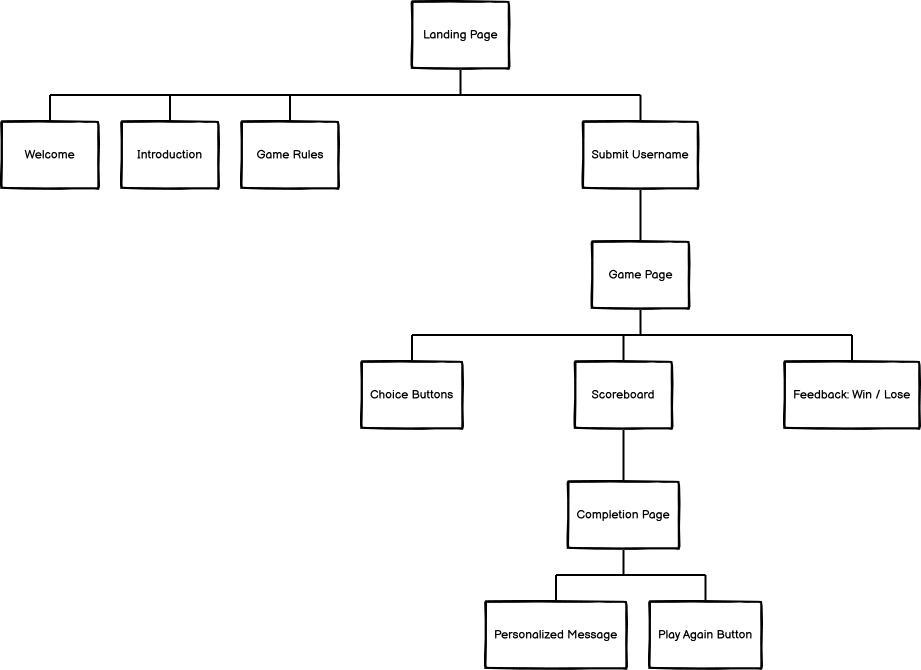 Landing Page
Welcome
Introduction
Game Rules
Submit Username
Game Page
Choice Buttons
Scoreboard
Feedback: Win / Lose
Completion Page
Personalized Message
Play Again Button